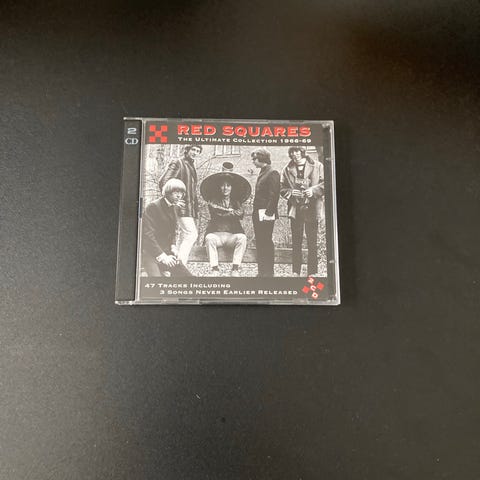 2
CD
RED SQUARES
THE ULTIMATE COLLECTION 1966-69
47 TRACKS INCLUDING
3 SONGS NEVER EARLIER RELEASED